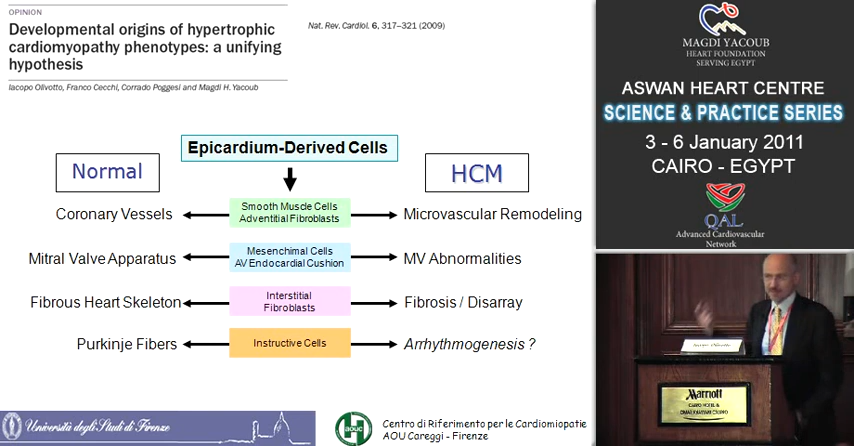 OPINION
Developmental origins of hypertrophic
cardiomyopathy phenotypes: a unifying
hypothesis
Iacopo Olivotto, Franco Cecchi, Corrado Poggesi and Magdi H. Yacoub
Nat. Rev. Cardiol. 6, 317–321 (2009)
Epicardium-Derived Cells
Normal
HCM
Coronary Vessels
Smooth Muscle Cells
Adventitial Fibroblasts
Microvascular Remodeling
Mitral Valve Apparatus
Mesenchimal Cells
AV Endocardial Cushion
MV Abnormalities
Fibrous Heart Skeleton
Interstitial
Fibroblasts
Fibrosis / Disarray
Purkinje Fibers
Instructive Cells
Arrhythmogenesis ?
Università degli Studi di Firenze
aouc
Centro di Riferimento per le Cardiomiopatie
AOU Careggi - Firenze
MAGDI YACOUB
HEART FOUNDATION
SERVING EGYPT
ASWAN HEART CENTRE
SCIENCE & PRACTICE SERIES
3 - 6 January 2011
CAIRO - EGYPT
QAL
Advanced Cardiovascular
Network
Marriott
CAIRO HOTEL &